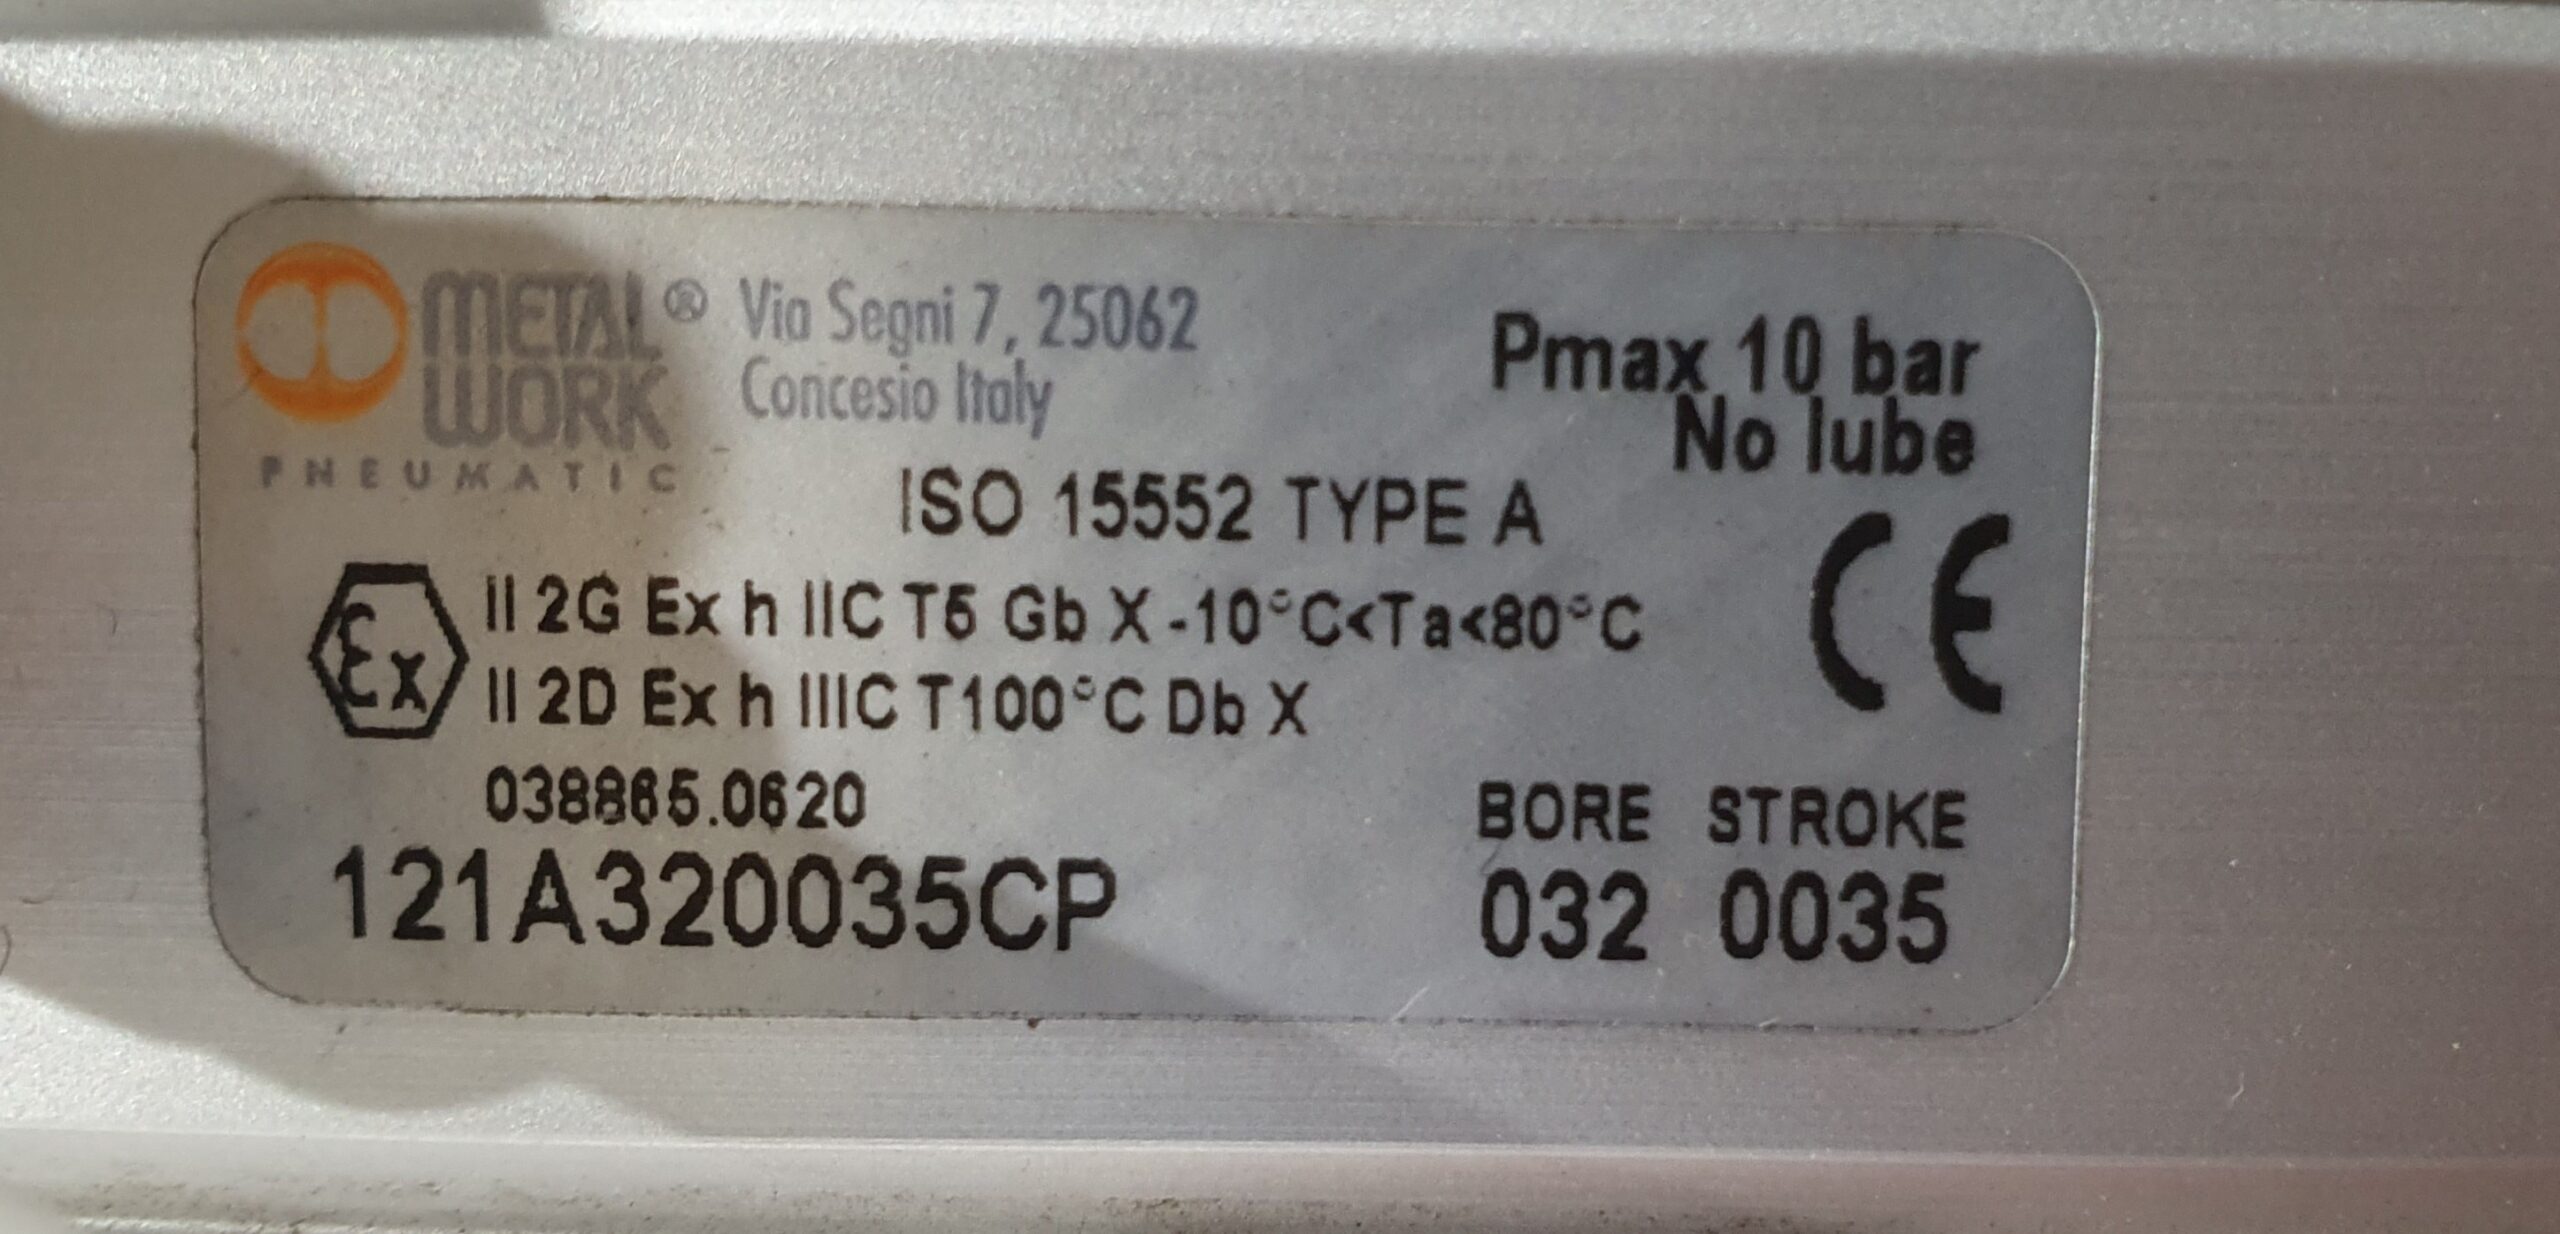 METAL® WORK
PNEUMATIC
Via Segni 7, 25062
Concesio Italy
Pmax 10 bar
No lube
ISO 15552 TYPE A
Ex
II 2G Ex h IIC T5 Gb X -10°C<Ta<80°C
II 2D Ex h IIIC T100°C Db X
CE
038865.0620
121A320035CP
BORE STROKE
032 0035